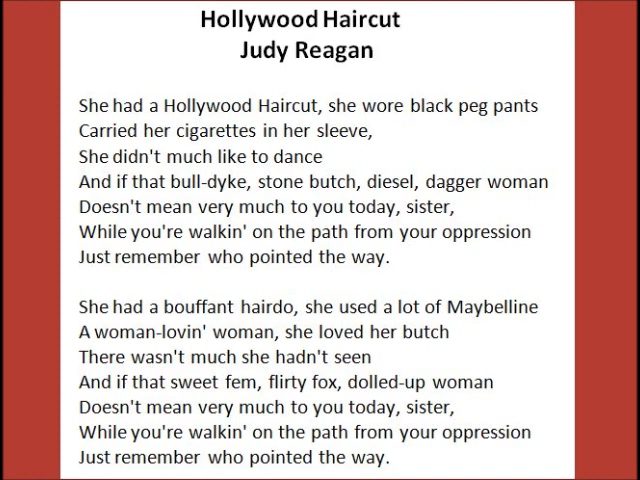 Hollywood Haircut
Judy Reagan
She had a Hollywood Haircut, she wore black peg pants
Carried her cigarettes in her sleeve,
She didn't much like to dance
And if that bull-dyke, stone butch, diesel, dagger woman
Doesn't mean very much to you today, sister,
While you're walkin' on the path from your oppression
Just remember who pointed the way.
She had a bouffant hairdo, she used a lot of Maybelline
A woman-lovin' woman, she loved her butch
There wasn't much she hadn't seen
And if that sweet fem, flirty fox, dolled-up woman
Doesn't mean very much to you today, sister,
While you're walkin' on the path from your oppression
Just remember who pointed the way.